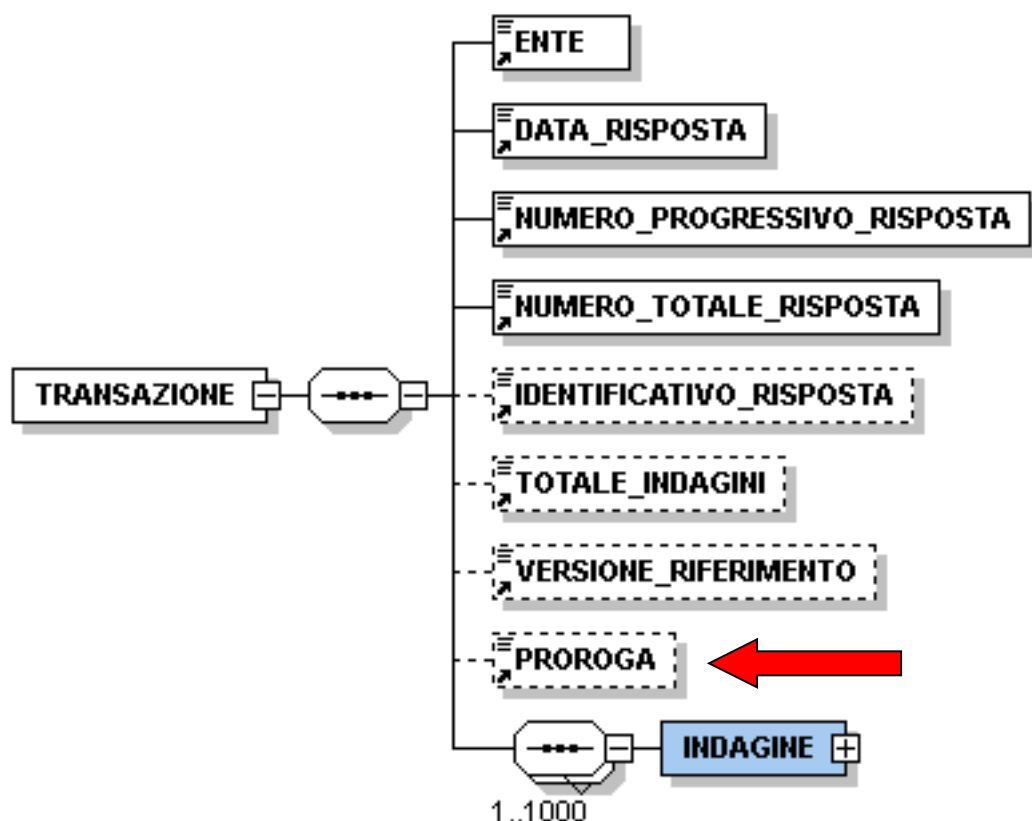 ENTE
DATA_RISPOSTA
NUMERO_PROGRESSIVO_RISPOSTA
NUMERO_TOTALE_RISPOSTA
TRANSAZIONE
IDENTIFICATIVO_RISPOSTA
TOTALE_INDAGINI
VERSIONE_RIFERIMENTO
PROROGA
INDAGINE
1..1000